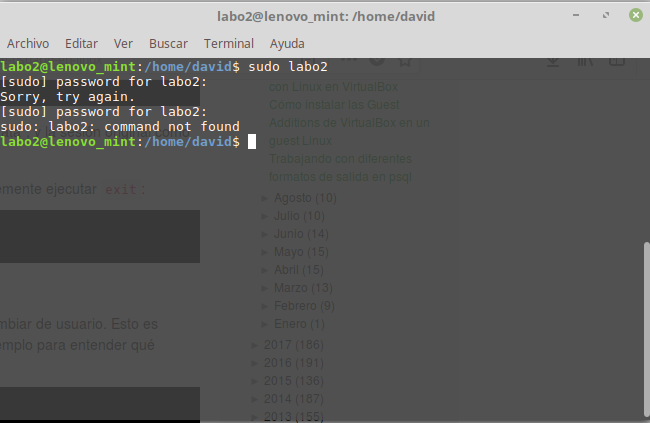 labo2@lenovo_mint: /home/david
Archivo Editar Ver Buscar Terminal Ayuda
labo2@lenovo_mint:/home/david$ sudo labo2
[sudo] password for labo2:
Sorry, try again.
[sudo] password for labo2:
sudo: labo2: command not found
labo2@lenovo_mint:/home/david$
con Linux en VirtualBox
Como instalar las Guest
Additions de VirtualBox en un
guest Linux
Trabajando con diferentes
formatos de salida en psql
► Agosto (10)
► Julio (10)
► Junio (14)
► Mayo (15)
► Abril (15)
► Marzo (13)
► Febrero (9)
► Enero (1)
► 2017 (186)
► 2016 (191)
► 2015 (136)
► 2014 (187)
► 2013 (155)
emente ejecutar exit :
mbiar de usuario. Esto es
emplo para entender qué